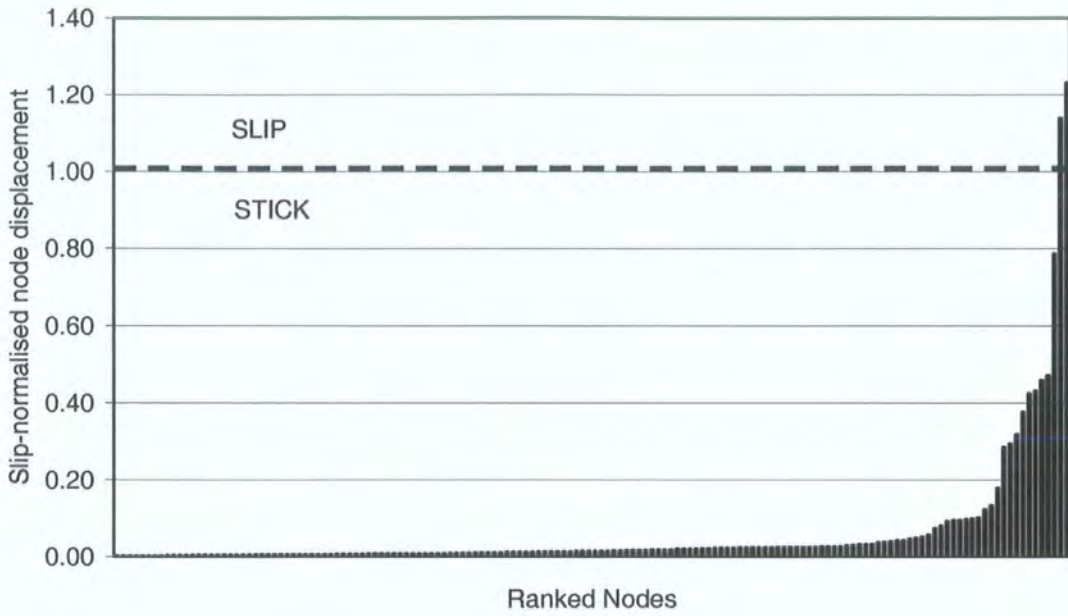 Slip-normalised node displacement
1.40
1.20
1.00
0.80
0.60
0.40
0.20
0.00
SLIP
STICK
Ranked Nodes